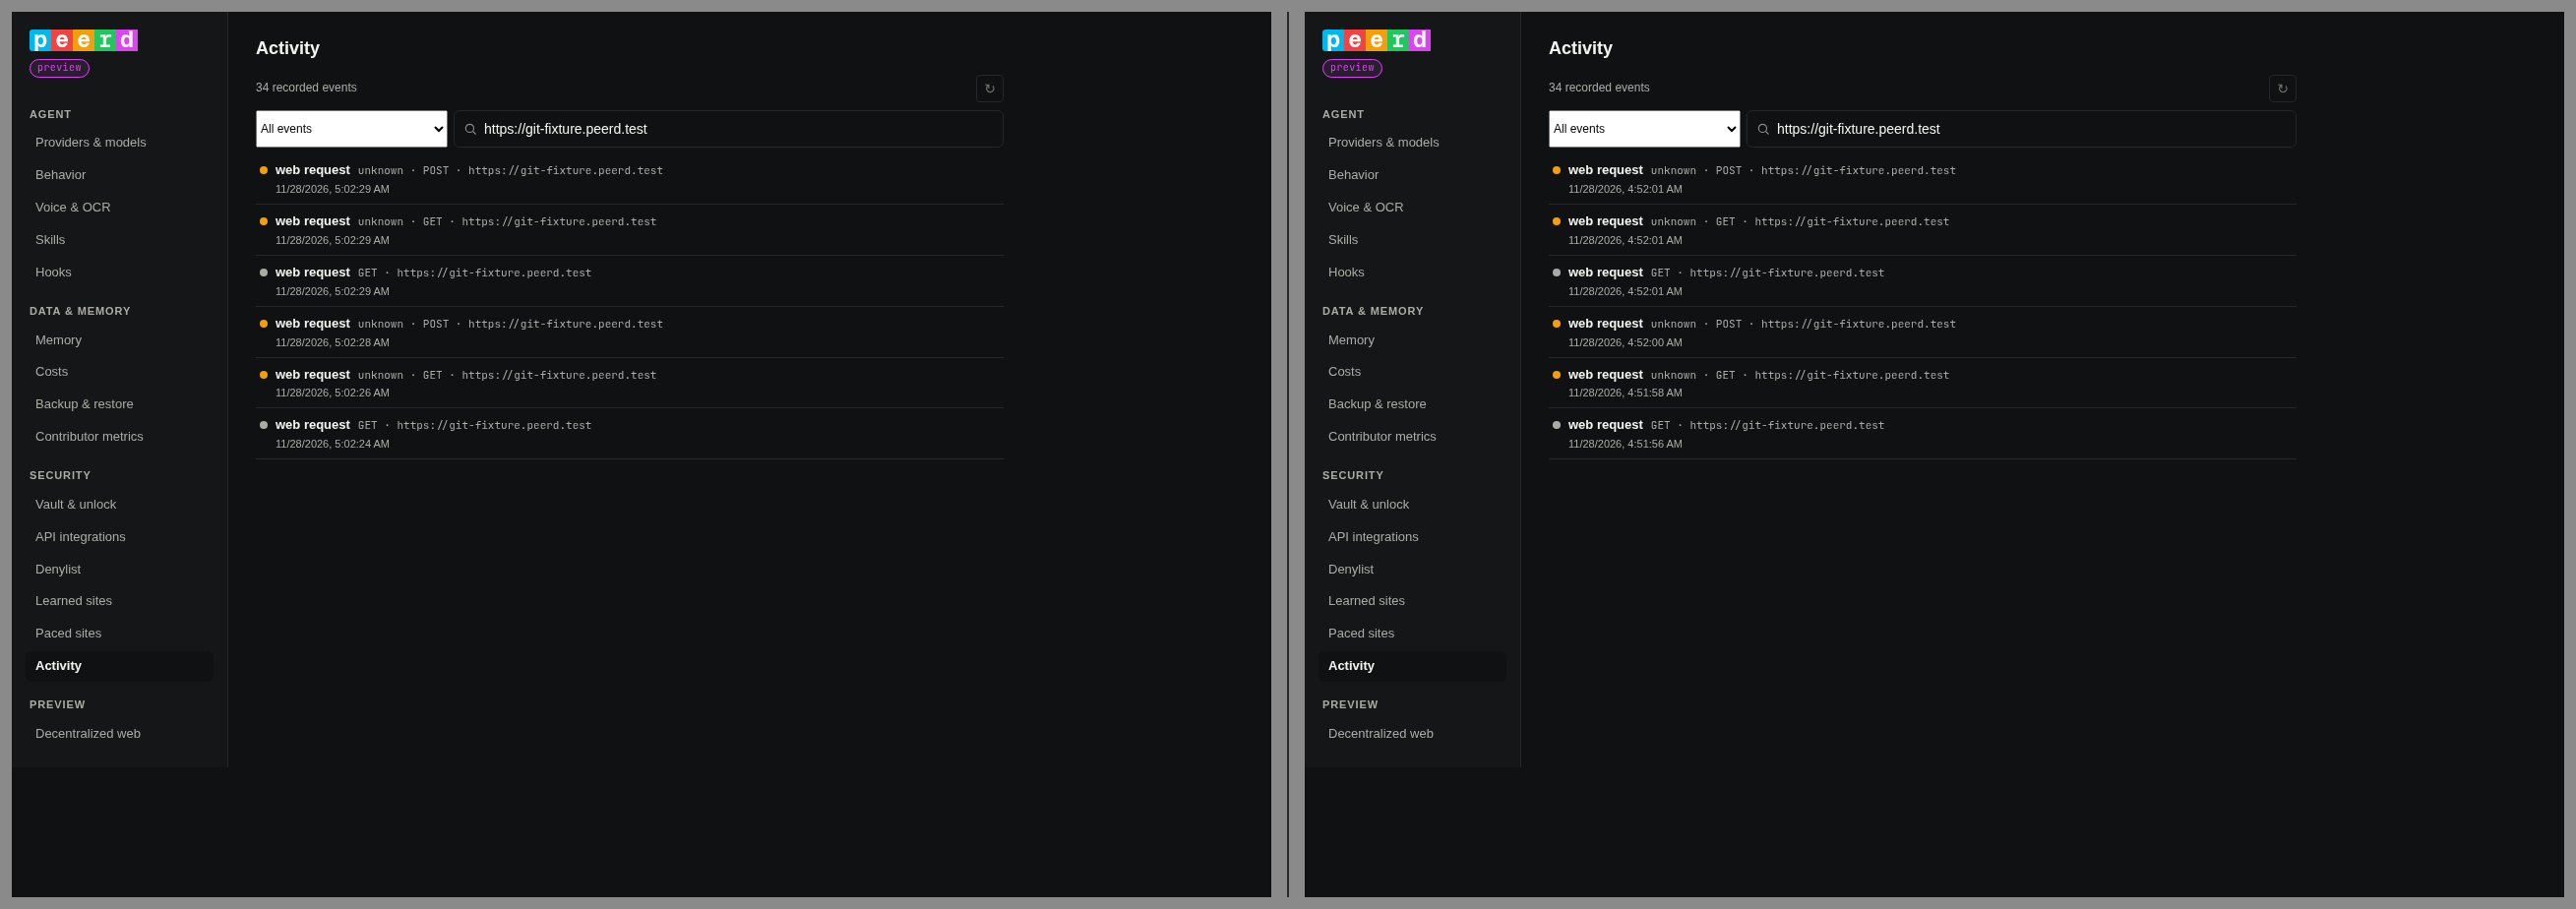 peerd
preview
AGENT
Providers & models
Behavior
Voice & OCR
Skills
Hooks
DATA & MEMORY
Memory
Costs
Backup & restore
Contributor metrics
SECURITY
Vault & unlock
API integrations
Denylist
Learned sites
Paced sites
Activity
PREVIEW
Decentralized web
Activity
34 recorded events
↻
All events
https://git-fixture.peerd.test
web request unknown · POST · https://git-fixture.peerd.test
11/28/2026, 5:02:29 AM
web request unknown · GET · https://git-fixture.peerd.test
11/28/2026, 5:02:29 AM
web request GET · https://git-fixture.peerd.test
11/28/2026, 5:02:29 AM
web request unknown · POST · https://git-fixture.peerd.test
11/28/2026, 5:02:28 AM
web request unknown · GET · https://git-fixture.peerd.test
11/28/2026, 5:02:26 AM
web request GET · https://git-fixture.peerd.test
11/28/2026, 5:02:24 AM
peerd
preview
AGENT
Providers & models
Behavior
Voice & OCR
Skills
Hooks
DATA & MEMORY
Memory
Costs
Backup & restore
Contributor metrics
SECURITY
Vault & unlock
API integrations
Denylist
Learned sites
Paced sites
Activity
PREVIEW
Decentralized web
Activity
34 recorded events
↻
All events
https://git-fixture.peerd.test
web request unknown · POST · https://git-fixture.peerd.test
11/28/2026, 4:52:01 AM
web request unknown · GET · https://git-fixture.peerd.test
11/28/2026, 4:52:01 AM
web request GET · https://git-fixture.peerd.test
11/28/2026, 4:52:01 AM
web request unknown · POST · https://git-fixture.peerd.test
11/28/2026, 4:52:00 AM
web request unknown · GET · https://git-fixture.peerd.test
11/28/2026, 4:51:58 AM
web request GET · https://git-fixture.peerd.test
11/28/2026, 4:51:56 AM